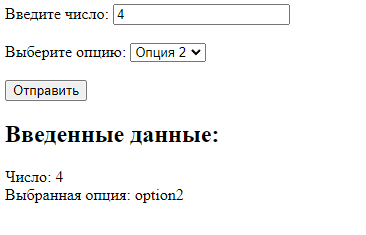 Введите число: 4
Выберите опцию: Опция 2
Отправить
Введенные данные:
Число: 4
Выбранная опция: option2